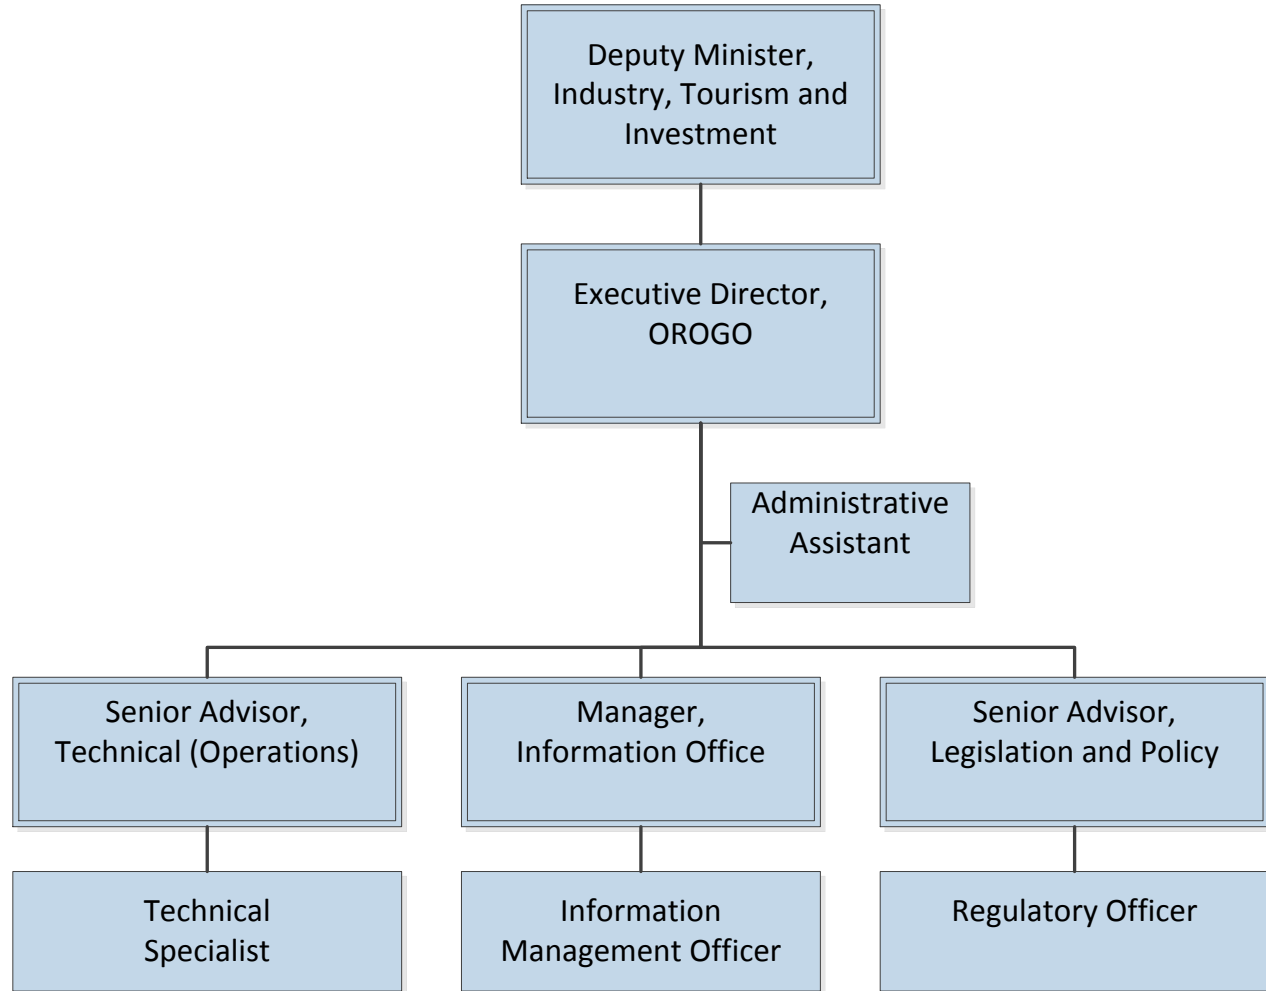 Deputy Minister,
Industry, Tourism and
Investment
Executive Director,
OROGO
Administrative
Assistant
Senior Advisor,
Technical (Operations)
Manager,
Information Office
Senior Advisor,
Legislation and Policy
Technical
Specialist
Information
Management Officer
Regulatory Officer